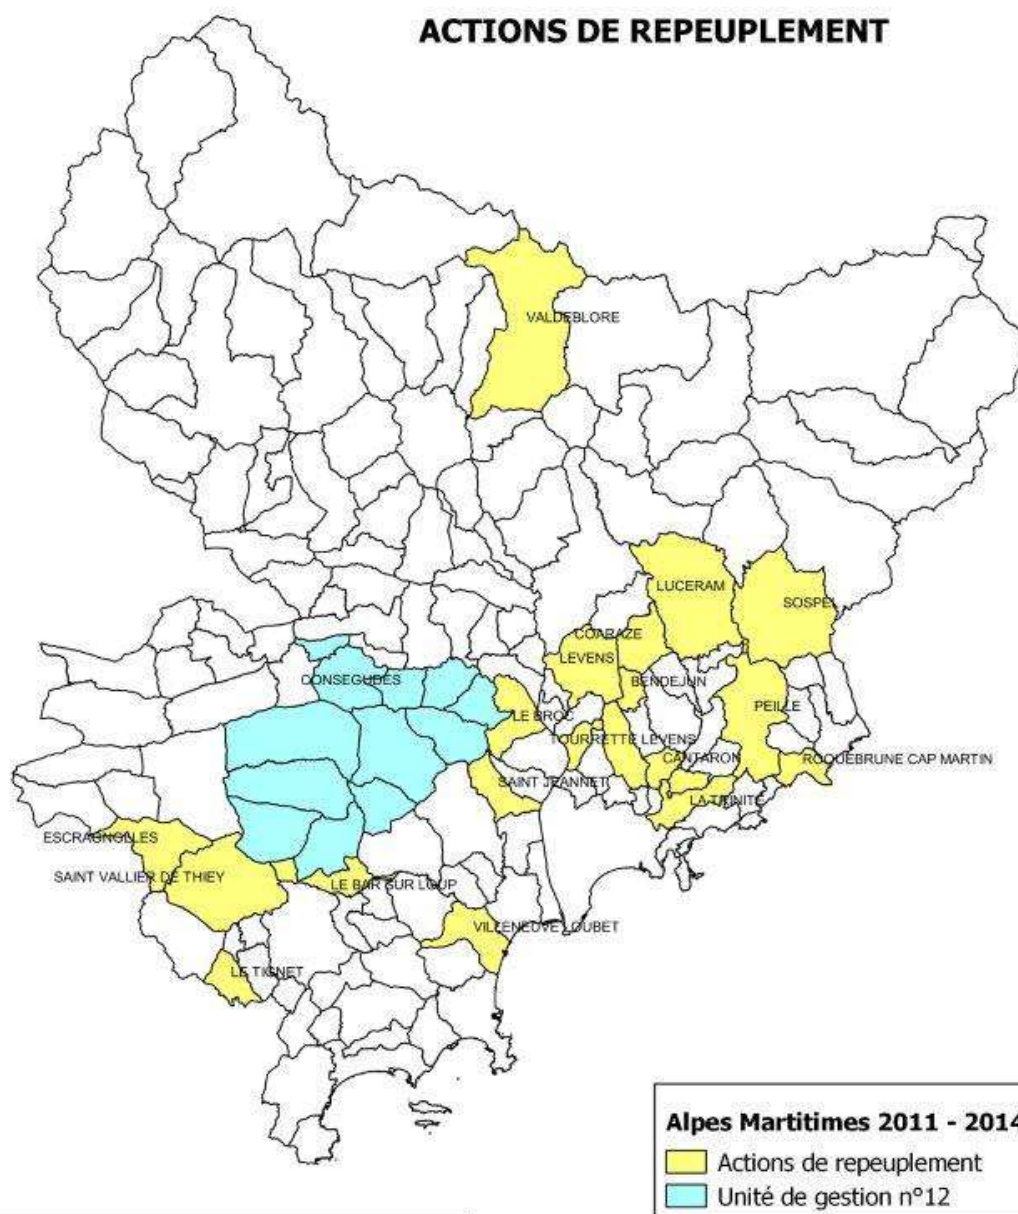 ACTIONS DE REPEUPLEMENT
VALDEBLORE
LUCERAM
SOSPEL
COARAZE
LEVENS
CONSEGUDES
BENDEJUN
PEILLE
LE BROC
TOURRETTE LEVENS
CANTARON
ROQUEBRUNE CAP MARTIN
SAINT JEANNET
LA TRINITE
ESCRAGNOLLES
SAINT VALLIER DE THIEY
LE BAR SUR LOUP
VILLENEUVE LOUBET
LE TIGNET
Alpes Martitimes 2011 - 2014
Actions de repeuplement
Unité de gestion n°12